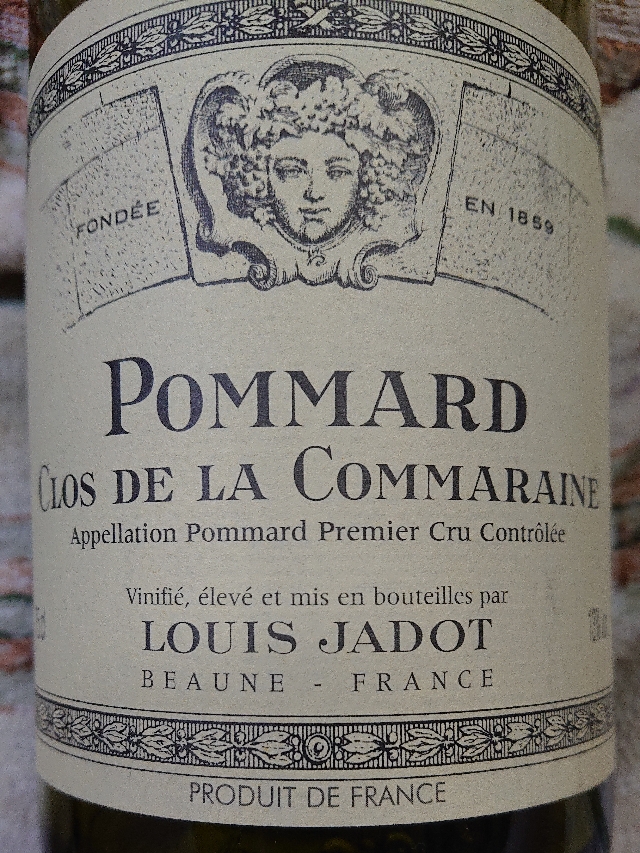 FONDÉE EN 1859
POMMARD
CLOS DE LA COMMARAINE
Appellation Pommard Premier Cru Contrôlée
Vinifié, élevé et mis en bouteilles par
LOUIS JADOT
BEAUNE - FRANCE
PRODUIT DE FRANCE